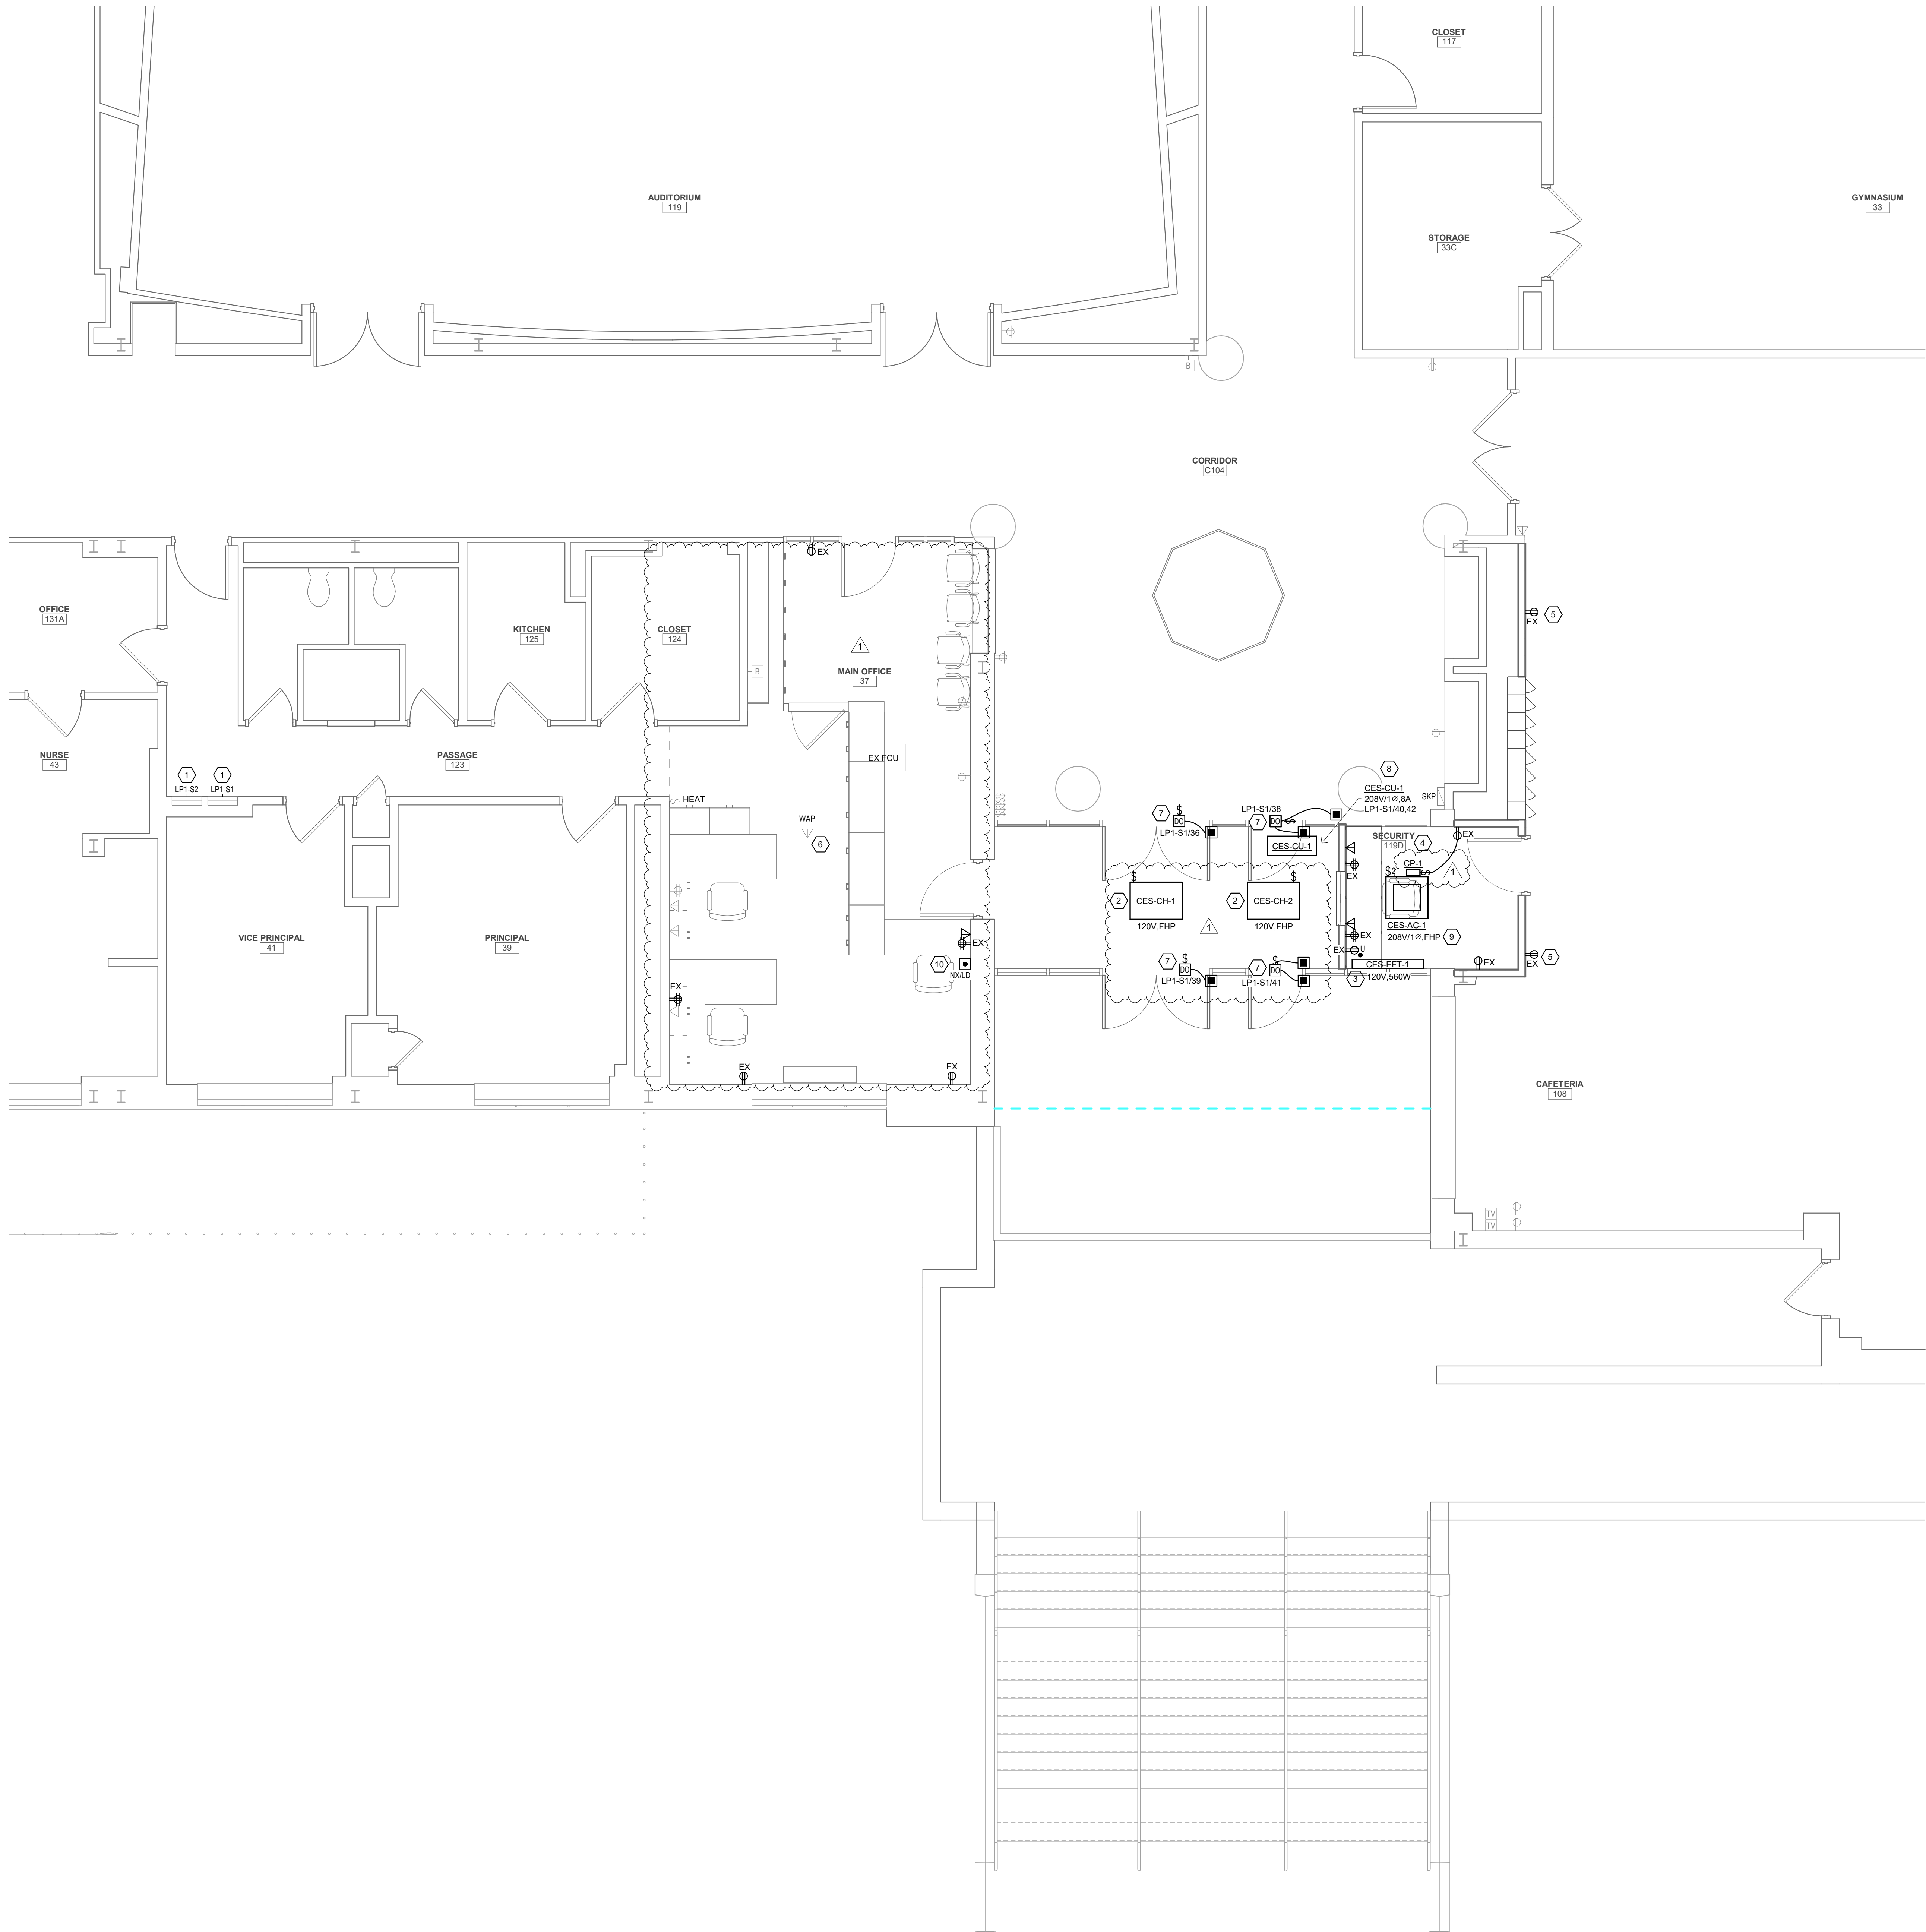 CLOSET
117
AUDITORIUM
119
GYMNASIUM
33
STORAGE
33C
B
CORRIDOR
C104
EX
OFFICE
131A
KITCHEN
125
CLOSET
124
1
B
MAIN OFFICE
37
5
EX
NURSE
43
PASSAGE
123
EX FCU
1
1
LP1-S2
LP1-S1
HEAT
8
CES-CU-1
208V/1Ø,8A
LP1-S1/40,42
SKP
WAP
6
7
$
DO
LP1-S1/36
LP1-S1/38
7
DO
$
CES-CU-1
SECURITY
119D
4
EX
EX
CP-1
$
1
$
$
2
CES-CH-1
120V,FHP
2
CES-CH-2
120V,FHP
1
CES-AC-1
208V/1Ø,FHP
9
VICE PRINCIPAL
41
PRINCIPAL
39
EX
EX
EX
U
10
NX/LD
7
$
DO
LP1-S1/39
7
$
DO
LP1-S1/41
CES-EFT-1
3
120V,560W
EX
EX
5
EX
EX
EX
CAFETERIA
108
TV
TV